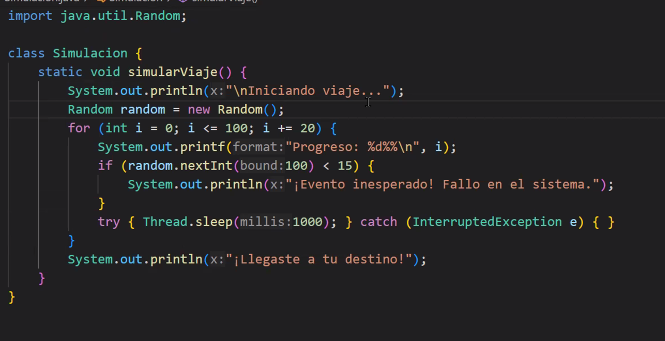 import java.util.Random;
class Simulacion {
static void simularViaje() {
System.out.println(x:"\nIniciando viaje...");
Random random = new Random();
for (int i = 0; i <= 100; i += 20) {
System.out.printf(format:"Progreso: %d%%\n", i);
if (random.nextInt(bound:100) < 15) {
System.out.println(x:"¡Evento inesperado! Fallo en el sistema.");
}
try { Thread.sleep(millis:1000); } catch (InterruptedException e) { }
}
System.out.println(x:"¡Llegaste a tu destino!");
}
}